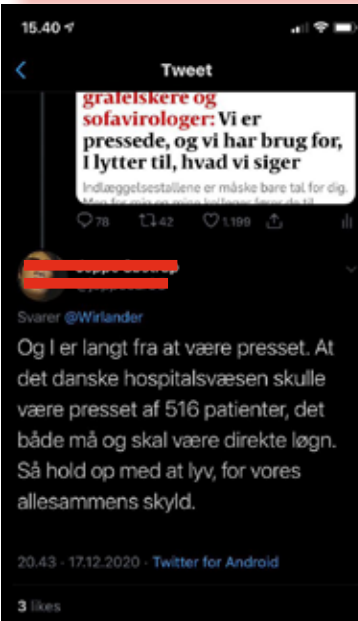 15.40
Tweet
grafelskere og
sofavirologer: Vi er
pressede, og vi har brug for,
I lytter til, hvad vi siger
Indlæggelsestallene er måske bare tal for dig.
78 42 1.199
Svarer @Wirlander
Og I er langt fra at være presset. At
det danske hospitalsvæsen skulle
være presset af 516 patienter, det
både må og skal være direkte løgn.
Så hold op med at lyv, for vores
allesammens skyld.
20.43 - 17.12.2020 - Twitter for Android
3 likes